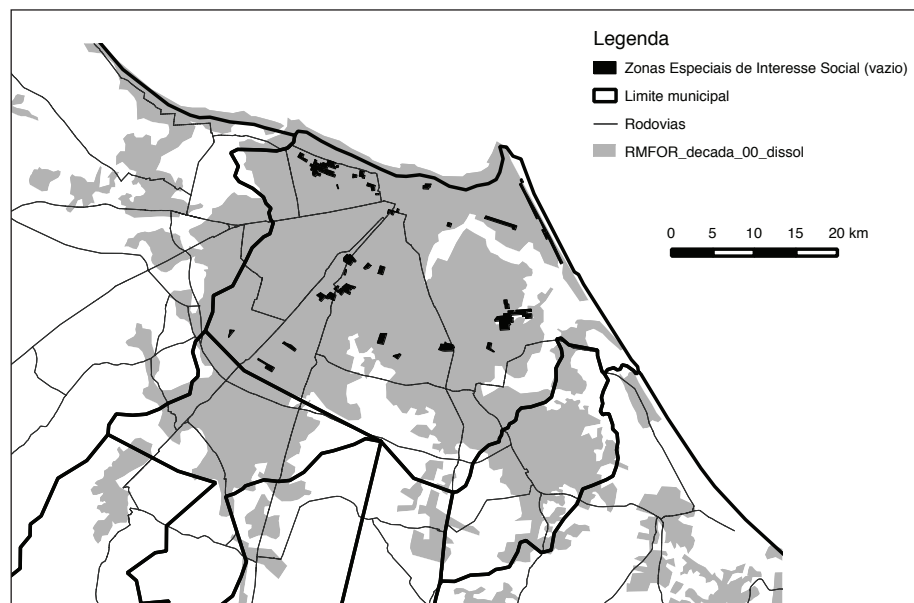 Legenda
Zonas Especiais de Interesse Social (vazio)
Limite municipal
Rodovias
RMFOR_decada_00_dissol
0 5 10 15 20 km